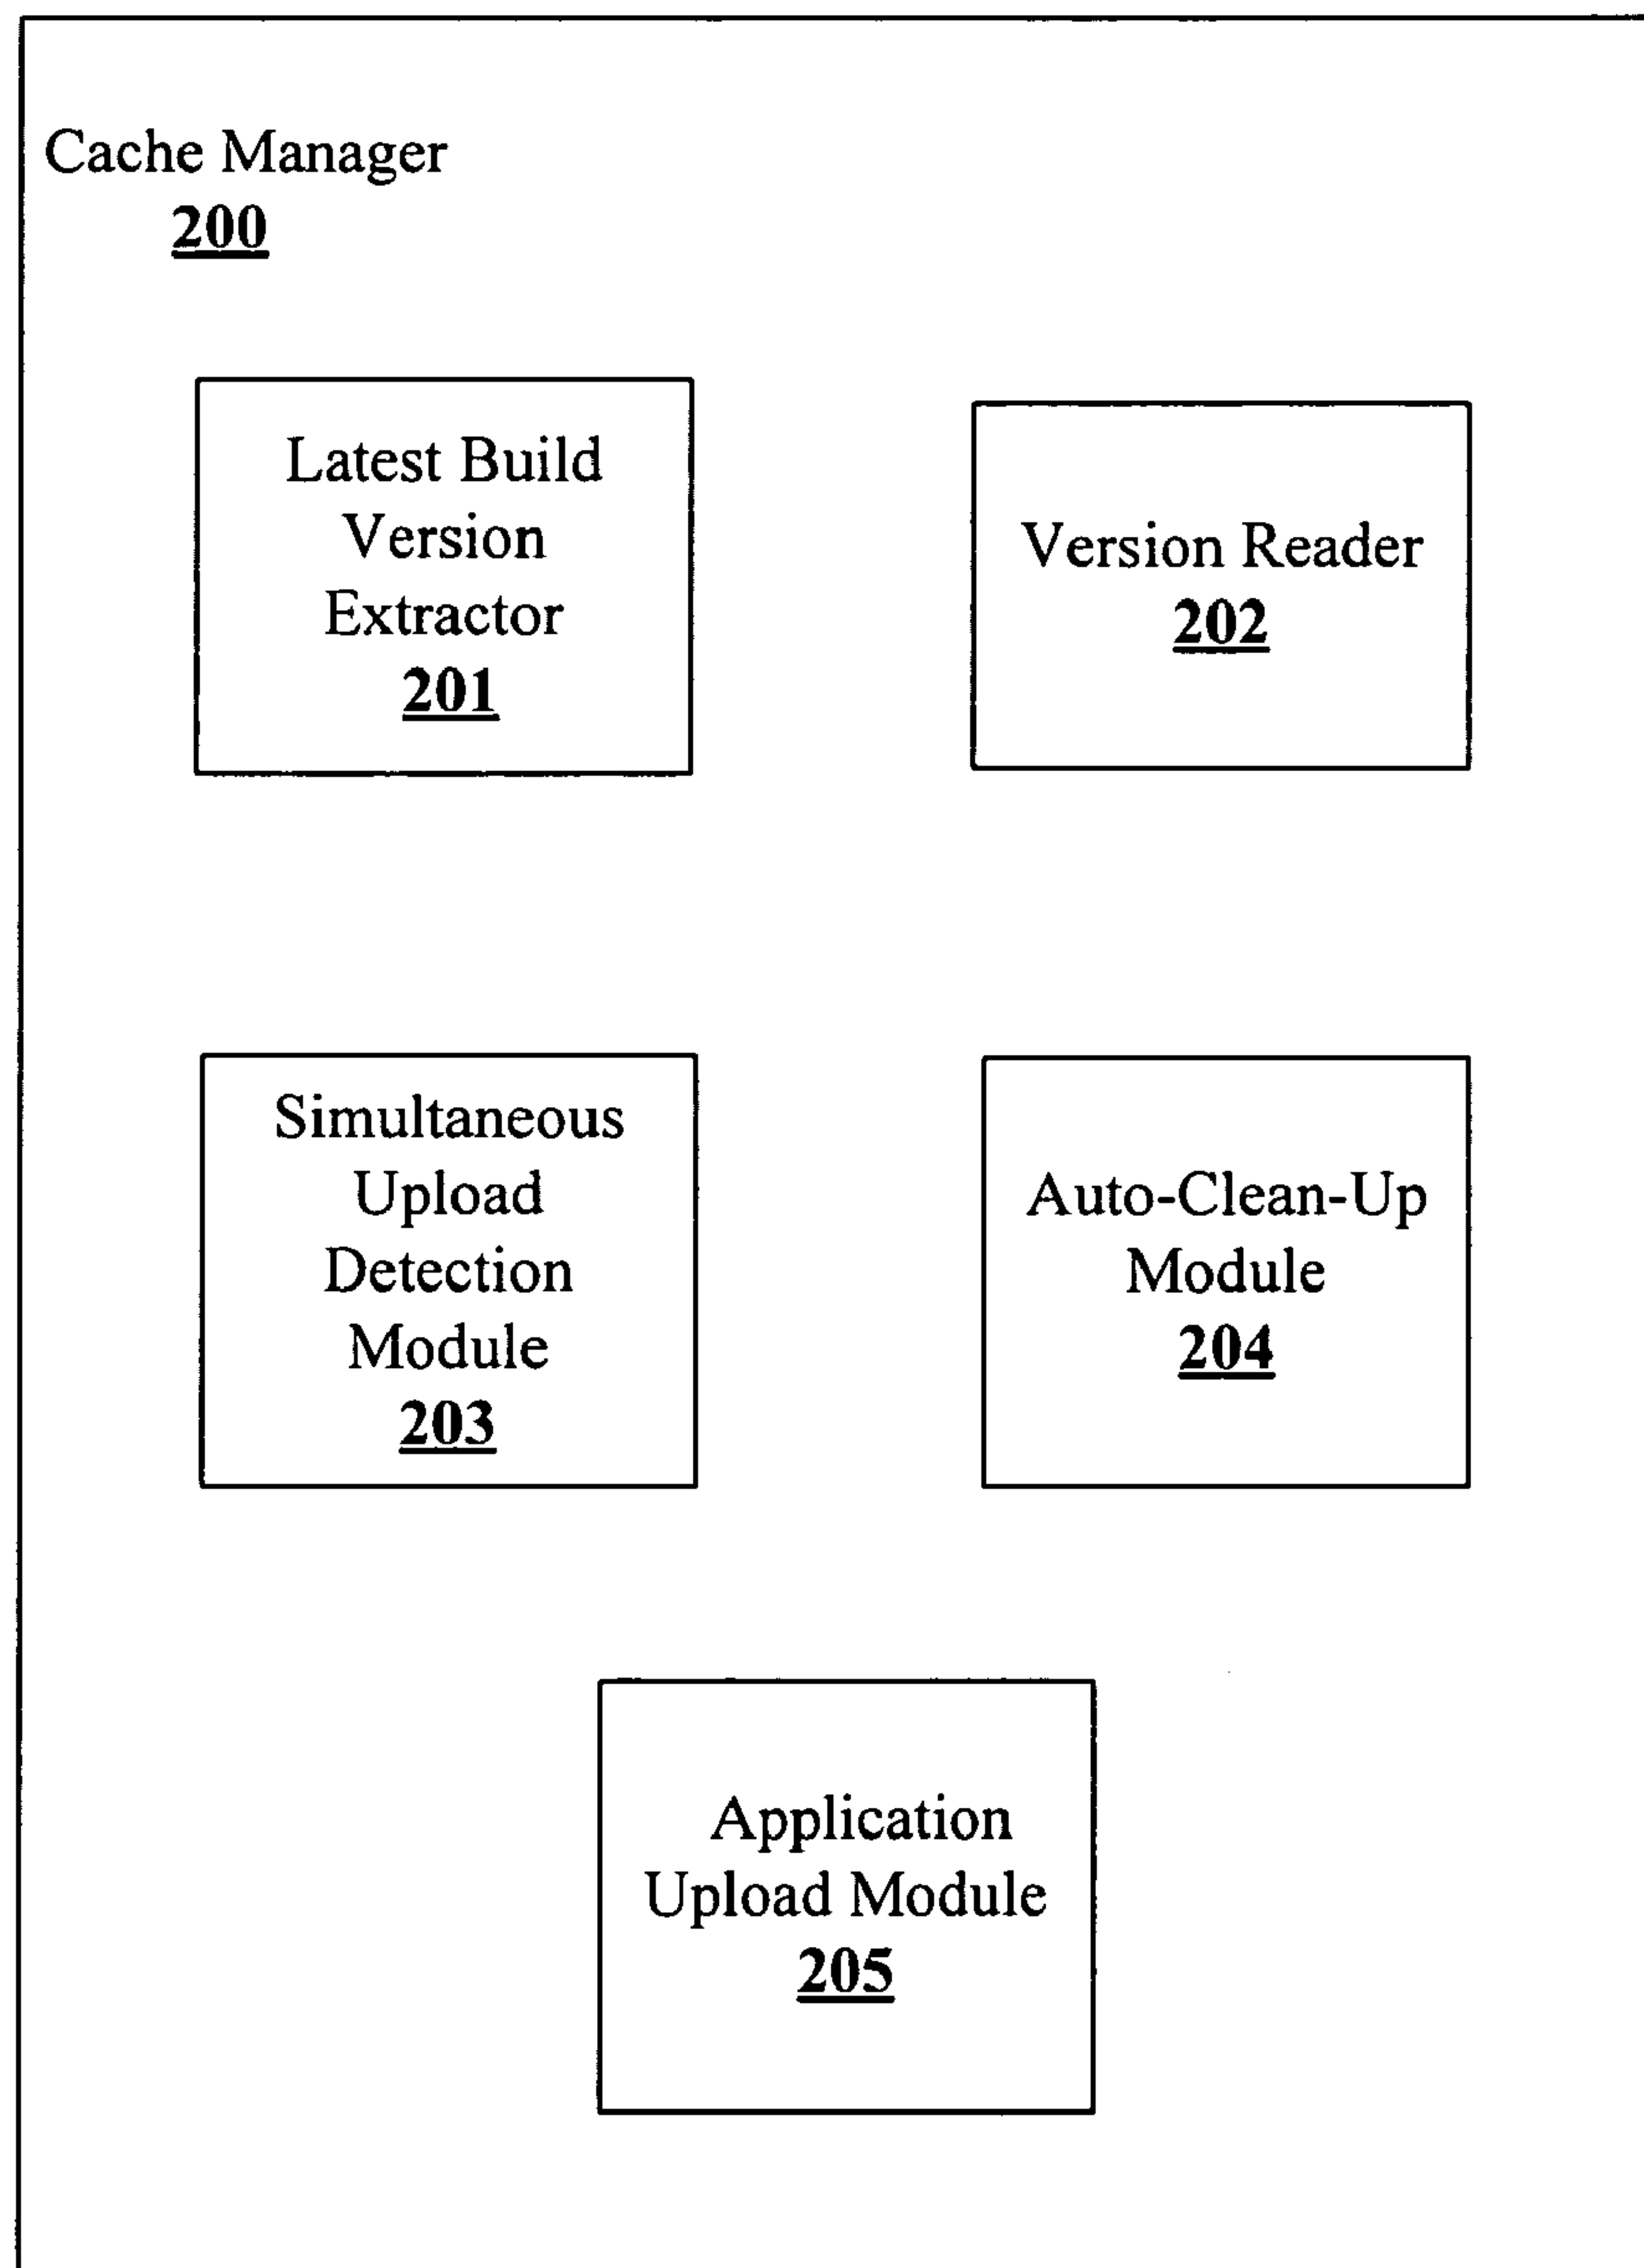 Cache Manager
200
Latest Build
Version
Extractor
201
Version Reader
202
Simultaneous
Upload
Detection
Module
203
Auto-Clean-Up
Module
204
Application
Upload Module
205